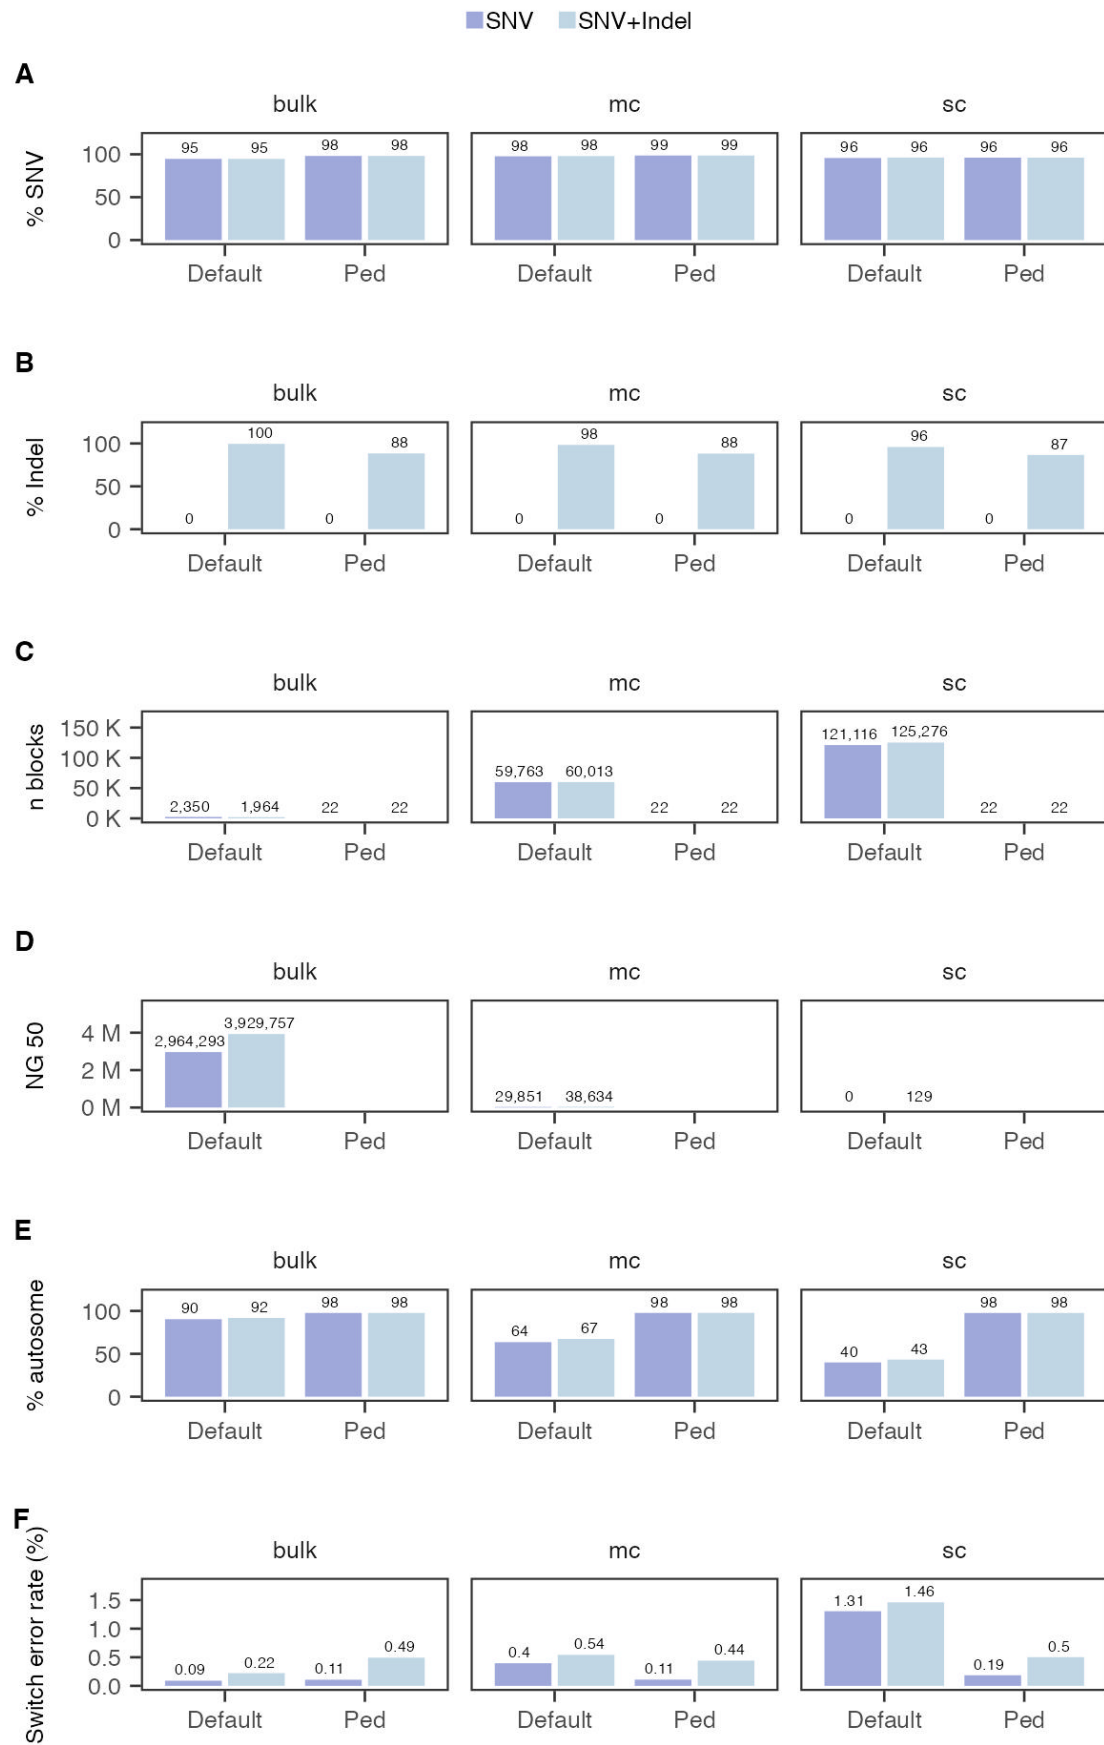 SNV SNV+Indel
A
bulk mc sc
% SNV
100
50
0
95 95 98 98
98 98 99 99
96 96 96 96
Default Ped Default Ped Default Ped
B
bulk mc sc
% Indel
100
50
0
0 100 0 88
0 98 0 88
0 96 0 87
Default Ped Default Ped Default Ped
C
bulk mc sc
n blocks
150 K
100 K
50 K
0 K
2,350 1,964 22 22
59,763 60,013 22 22
121,116 125,276 22 22
Default Ped Default Ped Default Ped
D
bulk mc sc
NG 50
4 M
2 M
0 M
2,964,293 3,929,757
29,851 38,634
0 129
Default Ped Default Ped Default Ped
E
bulk mc sc
% autosome
100
50
0
90 92 98 98
64 67 98 98
40 43 98 98
Default Ped Default Ped Default Ped
F
bulk mc sc
Switch error rate (%)
1.5
1.0
0.5
0.0
0.09 0.22 0.11 0.49
0.4 0.54 0.11 0.44
1.31 1.46 0.19 0.5
Default Ped Default Ped Default Ped